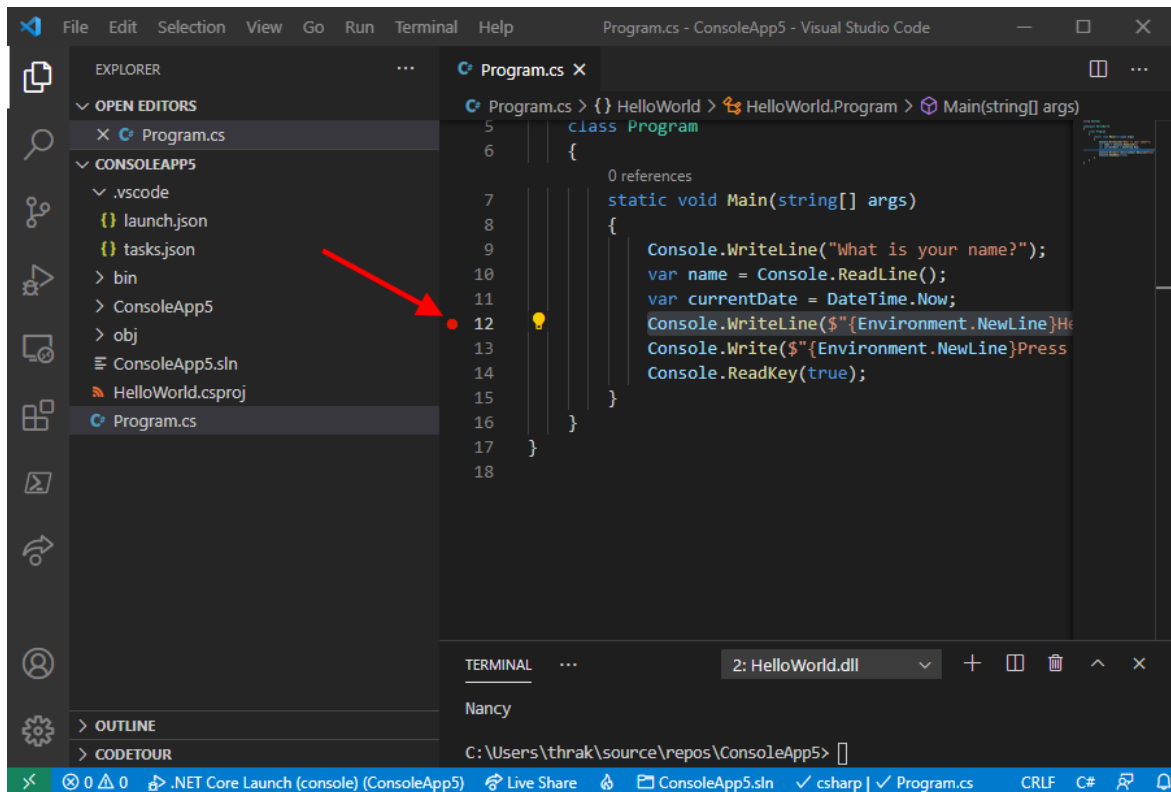 File Edit Selection View Go Run Terminal Help Program.cs - ConsoleApp5 - Visual Studio Code
EXPLORER
OPEN EDITORS
Program.cs
CONSOLEAPP5
.vscode
{} launch.json
{} tasks.json
bin
ConsoleApp5
obj
ConsoleApp5.sln
HelloWorld.csproj
Program.cs
OUTLINE
CODETOUR
Program.cs
Program.cs > {} HelloWorld > HelloWorld.Program > Main(string[] args)
5 class Program
6 {
0 references
7 static void Main(string[] args)
8 {
9 Console.WriteLine("What is your name?");
10 var name = Console.ReadLine();
11 var currentDate = DateTime.Now;
12 Console.WriteLine($"{Environment.NewLine}He
13 Console.Write($"{Environment.NewLine}Press
14 Console.ReadKey(true);
15 }
16 }
17 }
18
TERMINAL 2: HelloWorld.dll
Nancy
C:\Users\thrak\source\repos\ConsoleApp5>
0 0 .NET Core Launch (console) (ConsoleApp5) Live Share ConsoleApp5.sln csharp | Program.cs CRLF C#